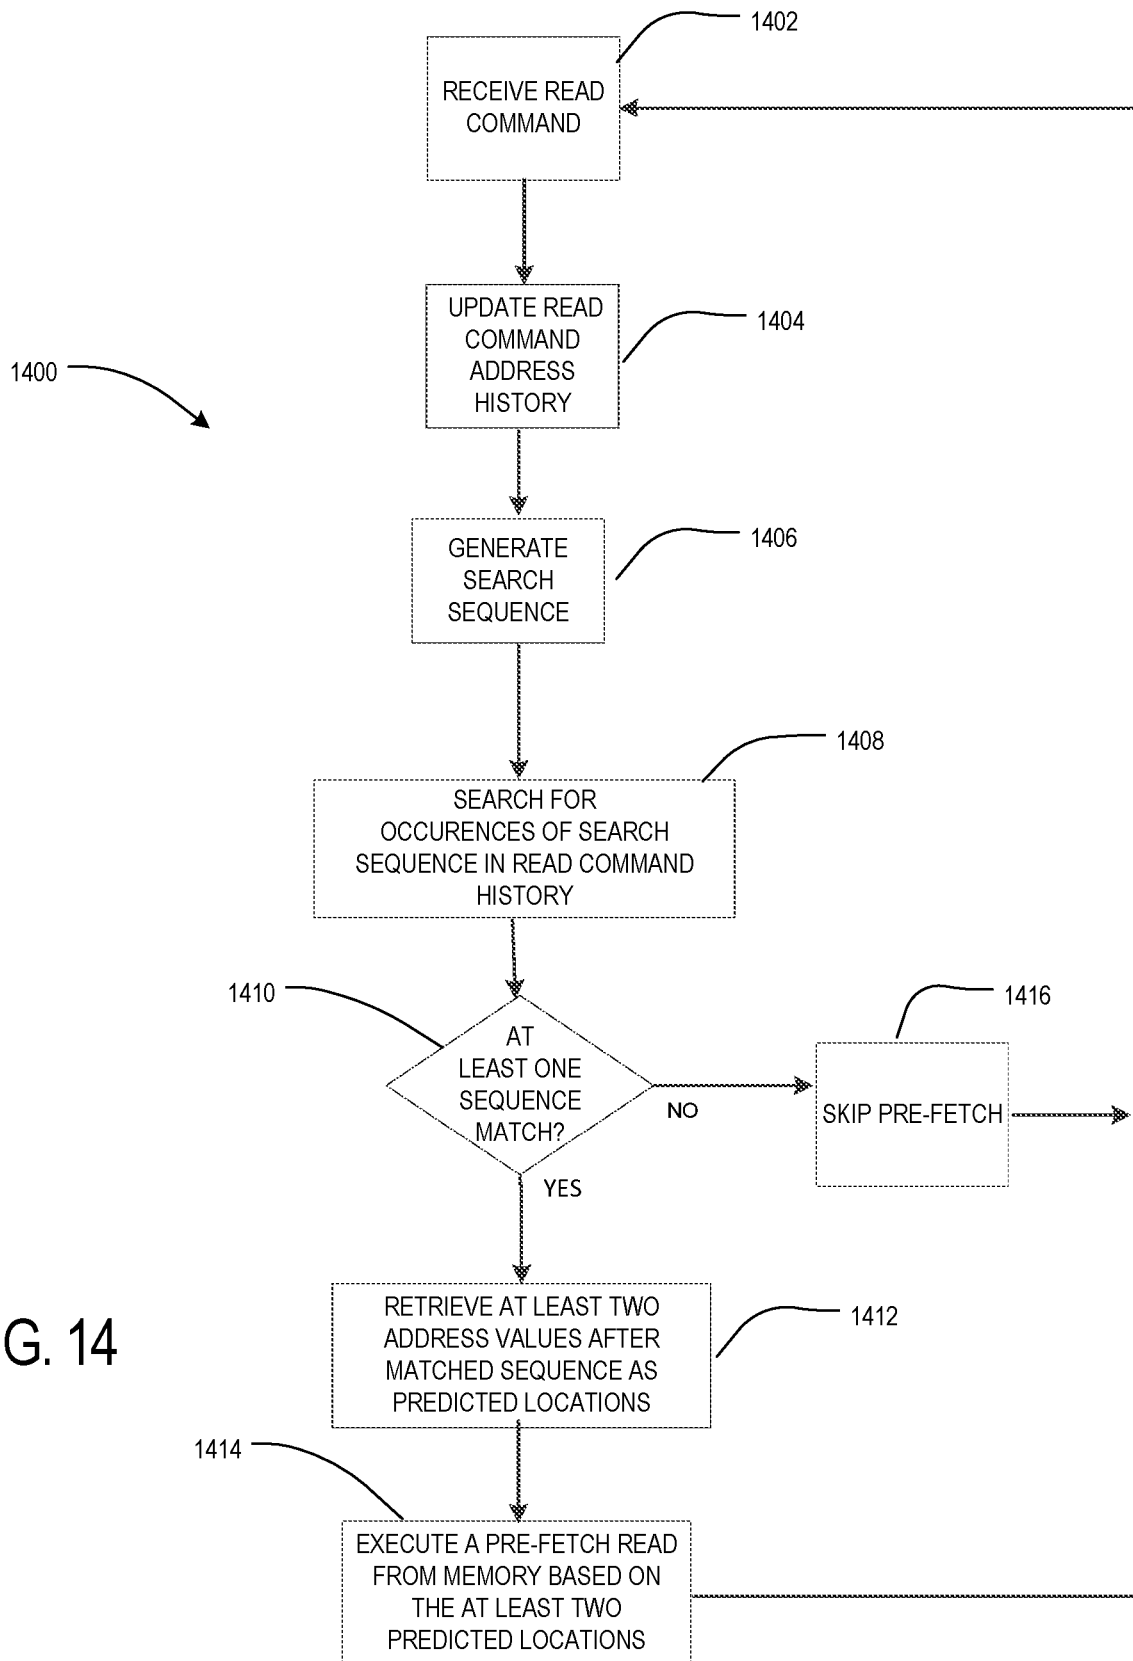 1402
RECEIVE READ
COMMAND
UPDATE READ
COMMAND
ADDRESS
HISTORY
1404
1400
GENERATE
SEARCH
SEQUENCE
1406
1408
SEARCH FOR
OCCURENCES OF SEARCH
SEQUENCE IN READ COMMAND
HISTORY
1410
AT
LEAST ONE
SEQUENCE
MATCH?
1416
NO
SKIP PRE-FETCH
YES
RETRIEVE AT LEAST TWO
ADDRESS VALUES AFTER
MATCHED SEQUENCE AS
PREDICTED LOCATIONS
1412
G. 14
1414
EXECUTE A PRE-FETCH READ
FROM MEMORY BASED ON
THE AT LEAST TWO
PREDICTED LOCATIONS